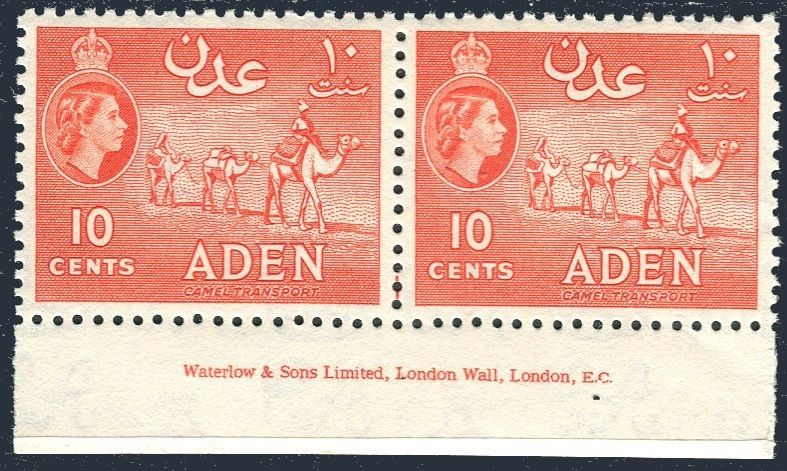 عدن ١٠
سنت
10
CENTS
ADEN
CAMEL TRANSPORT
عدن ١٠
سنت
10
CENTS
ADEN
CAMEL TRANSPORT
Waterlow & Sons Limited, London Wall, London, E.C.